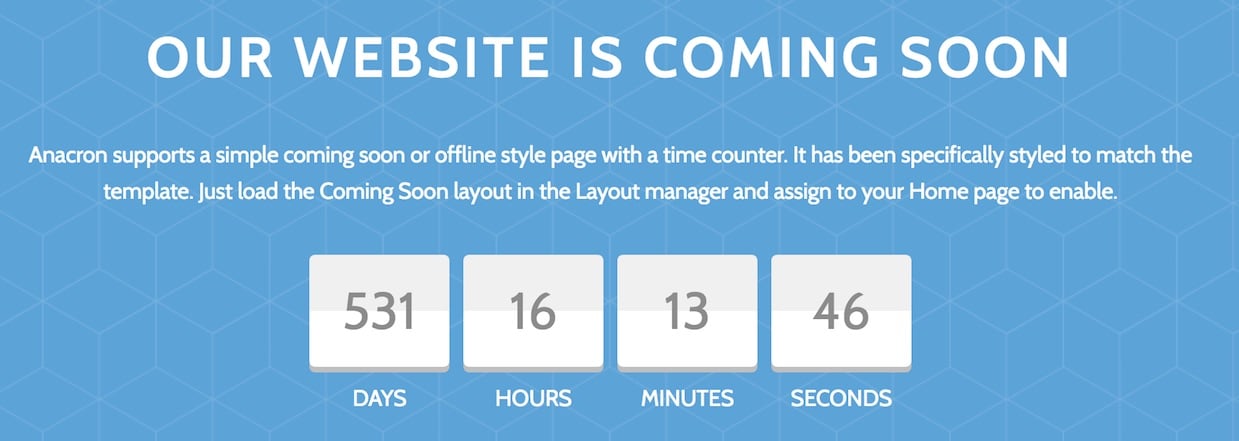 OUR WEBSITE IS COMING SOON
Anacron supports a simple coming soon or offline style page with a time counter. It has been specifically styled to match the
template. Just load the Coming Soon layout in the Layout manager and assign to your Home page to enable.
531 16 13 46
DAYS HOURS MINUTES SECONDS